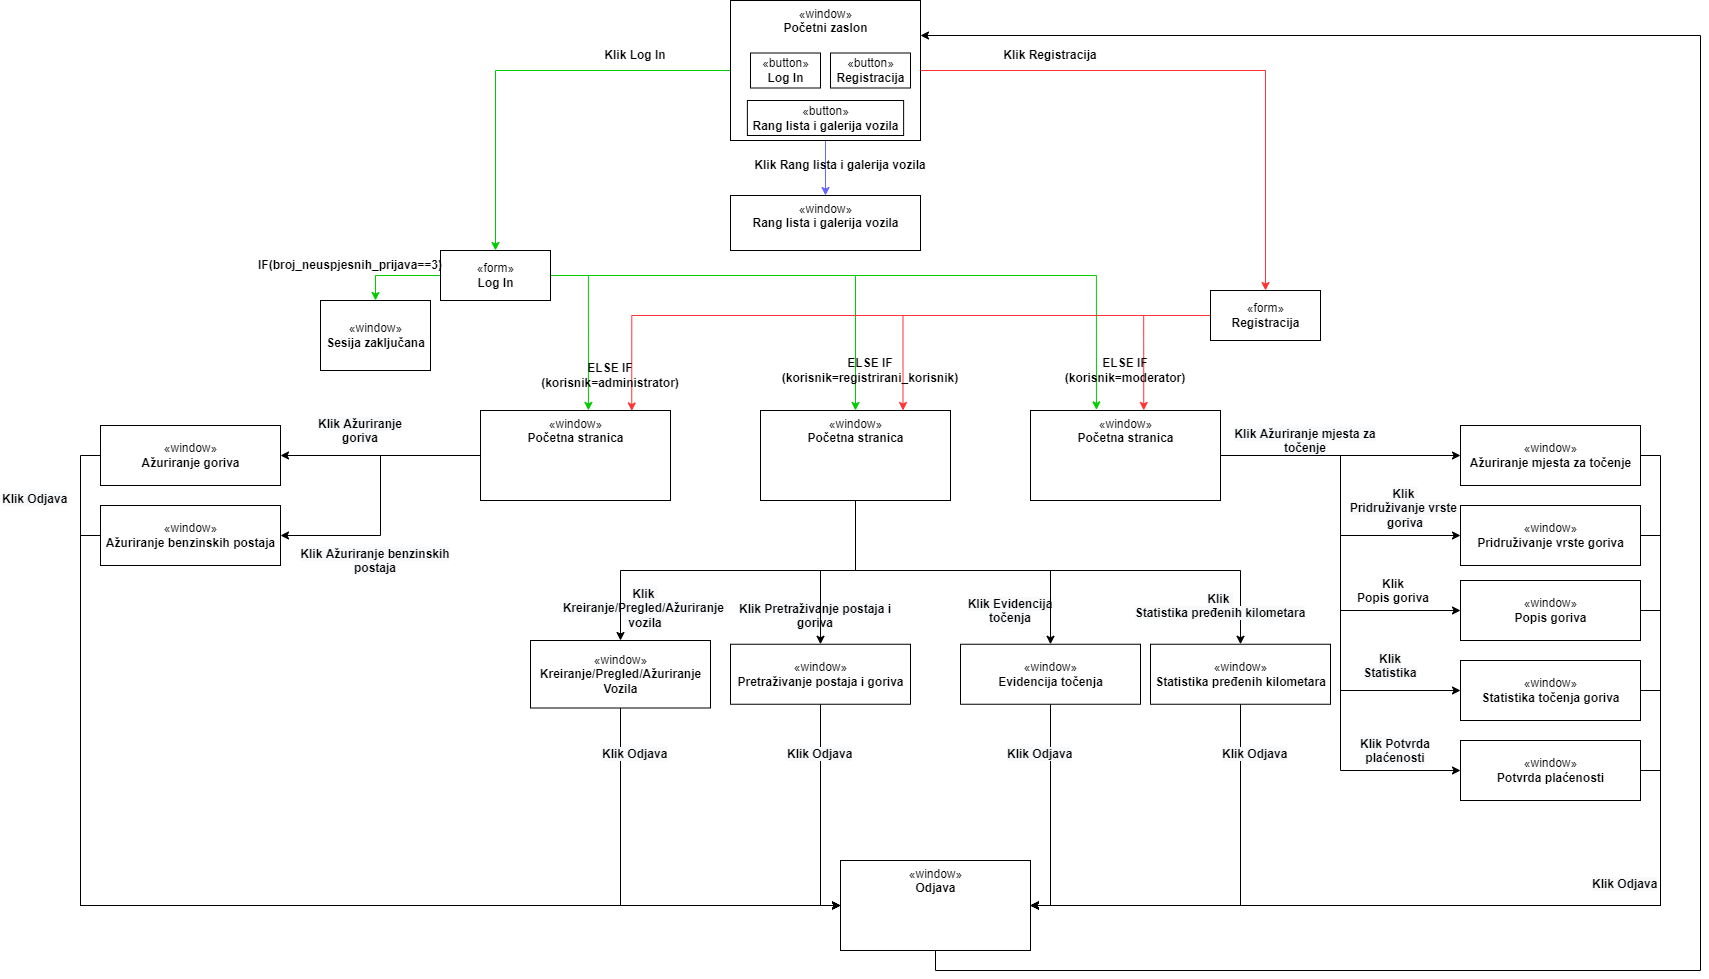 «window»
Početni zaslon
Klik Log In
Klik Registracija
«button»
Log In
«button»
Registracija
«button»
Rang lista i galerija vozila
Klik Rang lista i galerija vozila
«window»
Rang lista i galerija vozila
IF(broj_neuspjesnih_prijava==3)
«form»
Log In
«window»
Sesija zaključana
«form»
Registracija
ELSE IF
(korisnik=administrator)
ELSE IF
(korisnik=registrirani_korisnik)
ELSE IF
(korisnik=moderator)
«window»
Početna stranica
«window»
Početna stranica
«window»
Početna stranica
Klik Ažuriranje
goriva
«window»
Ažuriranje goriva
Klik Odjava
«window»
Ažuriranje benzinskih postaja
Klik Ažuriranje benzinskih
postaja
Klik Ažuriranje mjesta za
točenje
«window»
Ažuriranje mjesta za točenje
Klik
Pridruživanje vrste
goriva
«window»
Pridruživanje vrste goriva
Klik
Popis goriva
«window»
Popis goriva
Klik
Statistika
«window»
Statistika točenja goriva
Klik Potvrda
plaćenosti
«window»
Potvrda plaćenosti
Klik
Kreiranje/Pregled/Ažuriranje
vozila
Klik Pretraživanje postaja i
goriva
Klik Evidencija
točenja
Klik
Statistika pređenih kilometara
«window»
Kreiranje/Pregled/Ažuriranje
Vozila
«window»
Pretraživanje postaja i goriva
«window»
Evidencija točenja
«window»
Statistika pređenih kilometara
Klik Odjava
Klik Odjava
Klik Odjava
Klik Odjava
«window»
Odjava
Klik Odjava